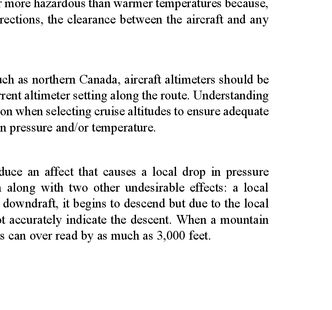 more hazardous than warmer temperatures because,
rections, the clearance between the aircraft and any
ch as northern Canada, aircraft altimeters should be
rent altimeter setting along the route. Understanding
on when selecting cruise altitudes to ensure adequate
n pressure and/or temperature.
duce an affect that causes a local drop in pressure
along with two other undesirable effects: a local
downdraft, it begins to descend but due to the local
t accurately indicate the descent. When a mountain
s can over read by as much as 3,000 feet.